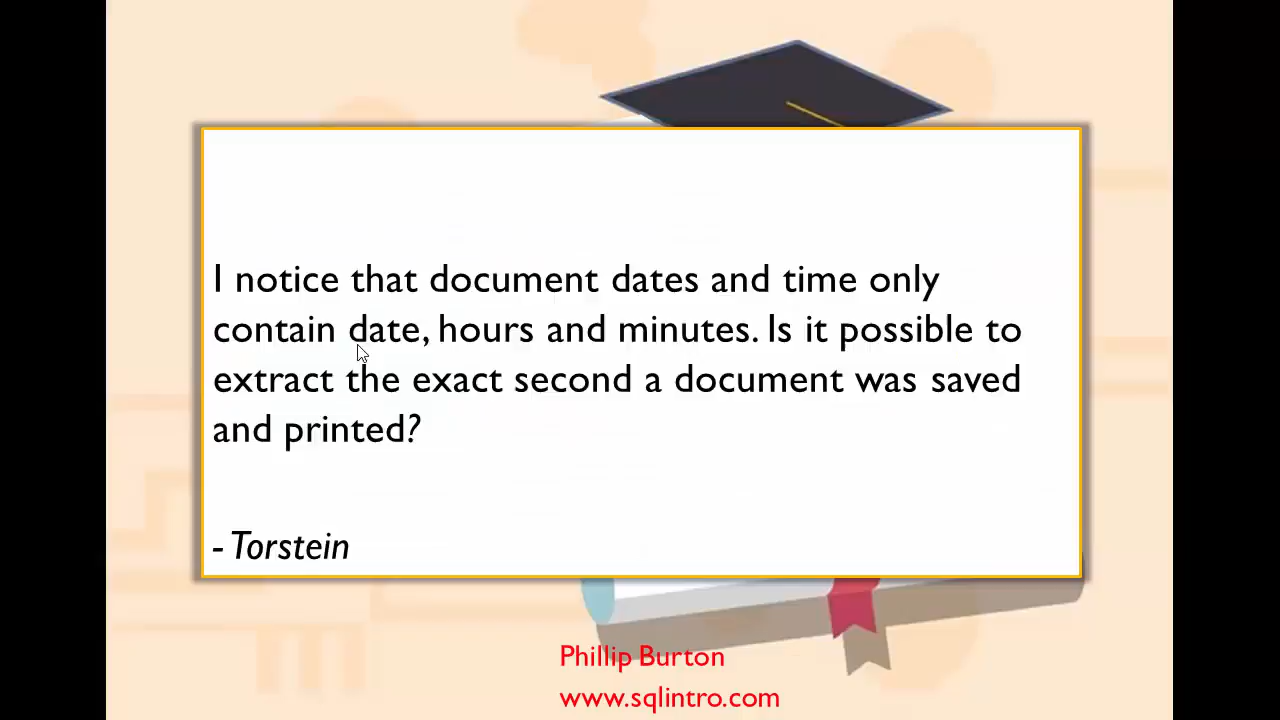 I notice that document dates and time only
contain date, hours and minutes. Is it possible to
extract the exact second a document was saved
and printed?
- Torstein
Phillip Burton
www.sqlintro.com